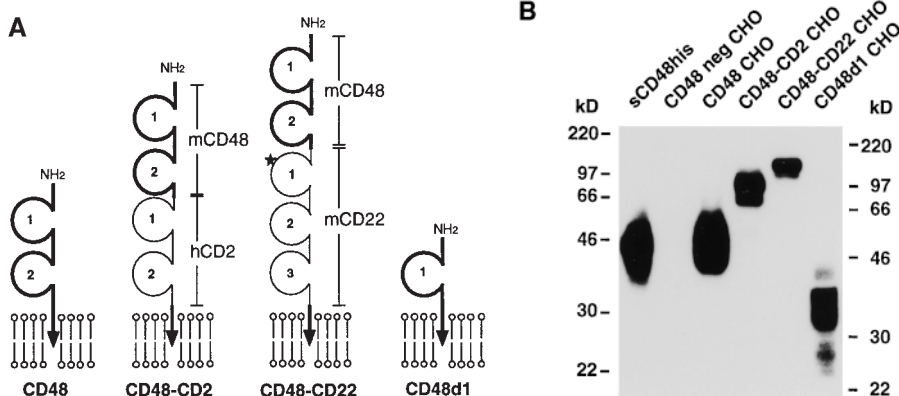 A
NH₂
1
2
CD48
NH₂
1
2
mCD48
1
2
hCD2
CD48-CD2
NH₂
1
2
mCD48
1
2
3
mCD22
CD48-CD22
NH₂
1
CD48d1
B
sCD48his
CD48 neg CHO
CD48 CHO
CD48-CD2 CHO
CD48-CD22 CHO
CD48d1 CHO
kD
220–
97–
66–
46–
30–
22–
kD
–220
–97
–66
–46
–30
–22